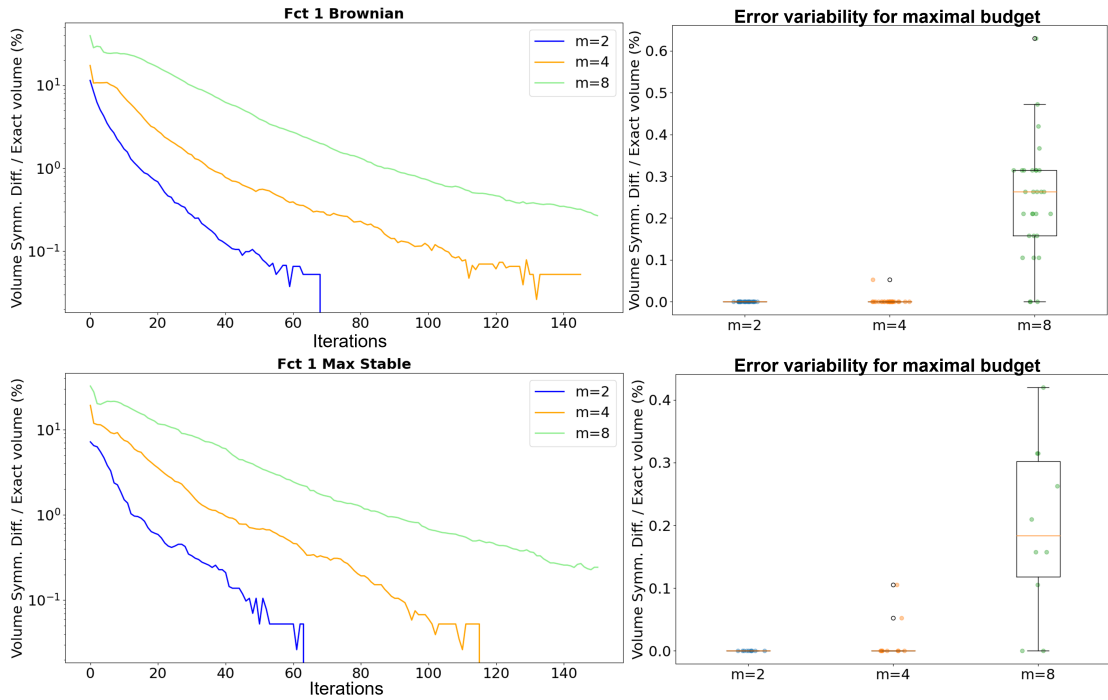 Fct 1 Brownian
Volume Symm. Diff. / Exact volume (%)
10^1
10^0
10^-1
0 20 40 60 80 100 120 140
Iterations
m=2
m=4
m=8
Error variability for maximal budget
Volume Symm. Diff. / Exact volume (%)
0.6
0.5
0.4
0.3
0.2
0.1
0.0
m=2 m=4 m=8
Fct 1 Max Stable
Volume Symm. Diff. / Exact volume (%)
10^1
10^0
10^-1
0 20 40 60 80 100 120 140
Iterations
m=2
m=4
m=8
Error variability for maximal budget
Volume Symm. Diff. / Exact volume (%)
0.4
0.3
0.2
0.1
0.0
m=2 m=4 m=8